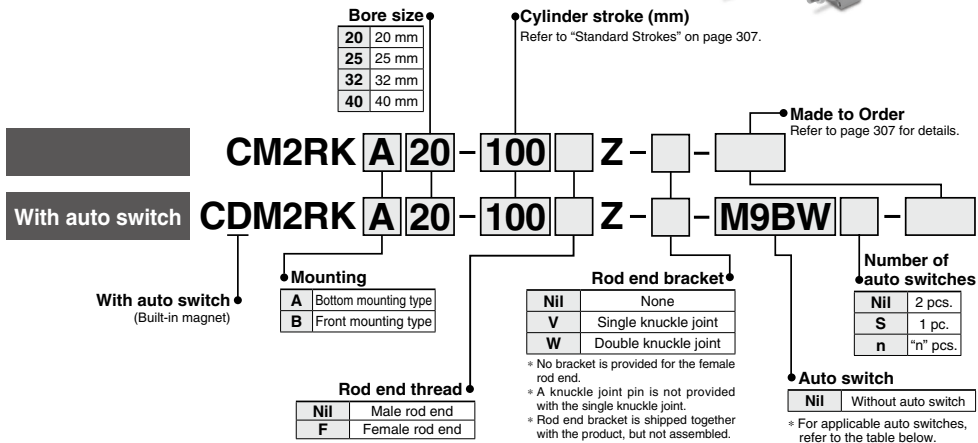 Bore size
20 20 mm
25 25 mm
32 32 mm
40 40 mm
Cylinder stroke (mm)
Refer to “Standard Strokes” on page 307.
Made to Order
Refer to page 307 for details.
CM2RK A 20 – 100 Z – –
With auto switch CDM2RK A 20 – 100 Z – – M9BW –
With auto switch
(Built-in magnet)
Mounting
A Bottom mounting type
B Front mounting type
Rod end thread
Nil Male rod end
F Female rod end
Rod end bracket
Nil None
V Single knuckle joint
W Double knuckle joint
* No bracket is provided for the female
rod end.
* A knuckle joint pin is not provided
with the single knuckle joint.
* Rod end bracket is shipped together
with the product, but not assembled.
Number of
auto switches
Nil 2 pcs.
S 1 pc.
n “n” pcs.
Auto switch
Nil Without auto switch
* For applicable auto switches,
refer to the table below.